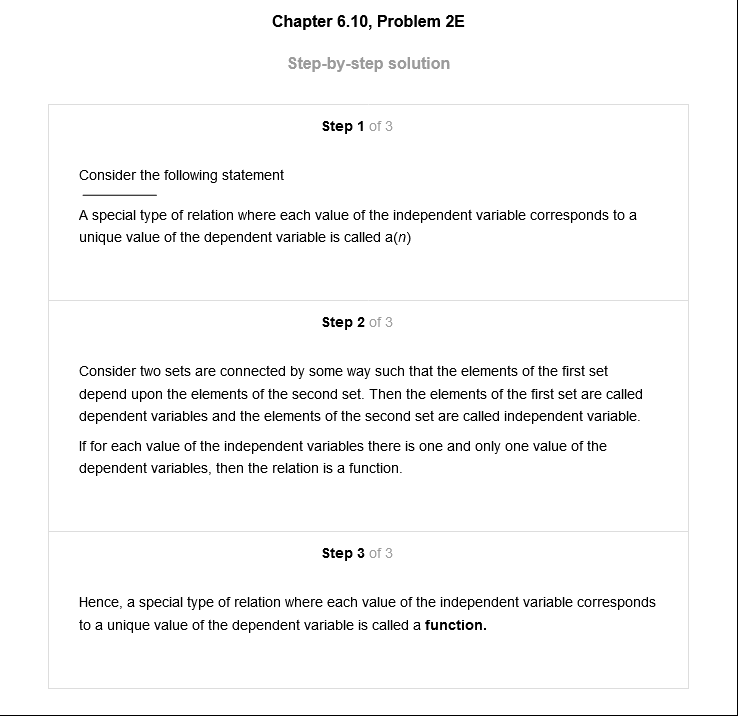 Chapter 6.10, Problem 2E
Step-by-step solution
Step 1 of 3
Consider the following statement
A special type of relation where each value of the independent variable corresponds to a
unique value of the dependent variable is called a(n)
Step 2 of 3
Consider two sets are connected by some way such that the elements of the first set
depend upon the elements of the second set. Then the elements of the first set are called
dependent variables and the elements of the second set are called independent variable.
If for each value of the independent variables there is one and only one value of the
dependent variables, then the relation is a function.
Step 3 of 3
Hence, a special type of relation where each value of the independent variable corresponds
to a unique value of the dependent variable is called a function.